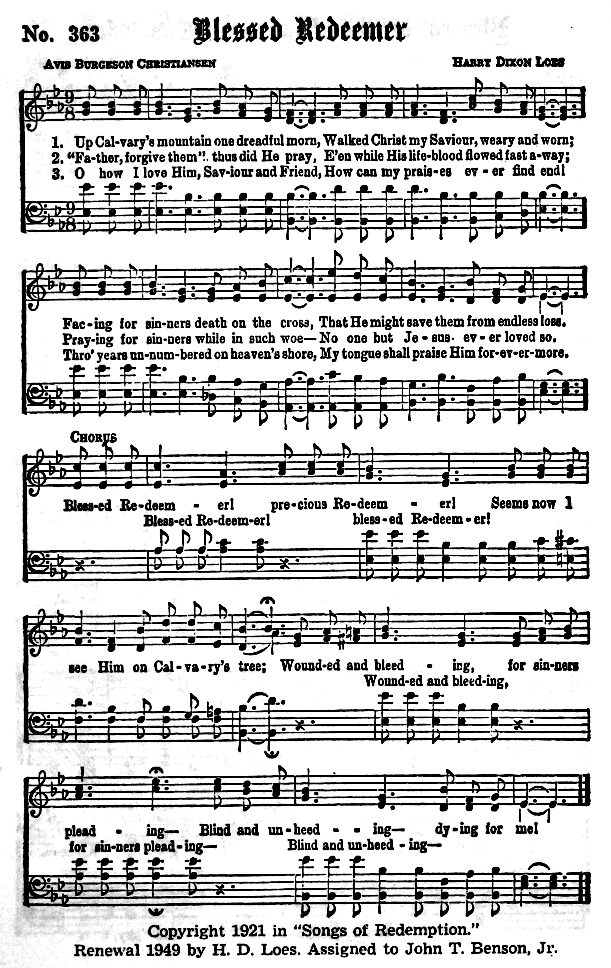 No. 363 Blessed Redeemer
Avis Burgeson Christiansen Harry Dixon Loes
1. Up Cal-vary's mountain one dreadful morn, Walked Christ my Saviour, weary and worn;
2. "Fa-ther, forgive them" thus did He pray, E'en while His life-blood flowed fast a-way;
3. O how I love Him, Sav-iour and Friend, How can my prais-es ev-er find end!
Fac-ing for sin-ners death on the cross, That He might save them from endless loss.
Pray-ing for sin-ners while in such woe— No one but Je-sus ev-er loved so.
Thro' years un-num-bered on heaven's shore, My tongue shall praise Him for-ev-er-more.
Chorus
Bless-ed Re-deem - er! pre-cious Re-deem - er! Seems now I
Bless-ed Re-deem-er! bless-ed Re-deem-er!
see Him on Cal-va-ry's tree; Wound-ed and bleed - ing, for sin-ners
Wound-ed and bleed-ing,
plead - ing— Blind and un-heed - - ing— dy-ing for me!
for sin-ners plead-ing— Blind and un-heed-ing—
Copyright 1921 in "Songs of Redemption."
Renewal 1949 by H. D. Loes. Assigned to John T. Benson, Jr.